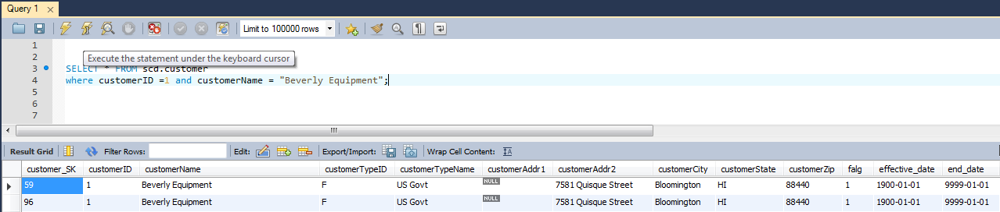 Query 1
Limit to 100000 rows
1
2
Execute the statement under the keyboard cursor
3 SELECT * FROM scd.customer
4 where customerID =1 and customerName = "Beverly Equipment";
5
6
7
Result Grid Filter Rows: Edit: Export/Import: Wrap Cell Content:
customer_SK customerID customerName customerTypeID customerTypeName customerAddr1 customerAddr2 customerCity customerState customerZip falg effective_date end_date
59 1 Beverly Equipment F US Govt NULL 7581 Quisque Street Bloomington HI 88440 1 1900-01-01 9999-01-01
96 1 Beverly Equipment F US Govt NULL 7581 Quisque Street Bloomington HI 88440 1 1900-01-01 9999-01-01